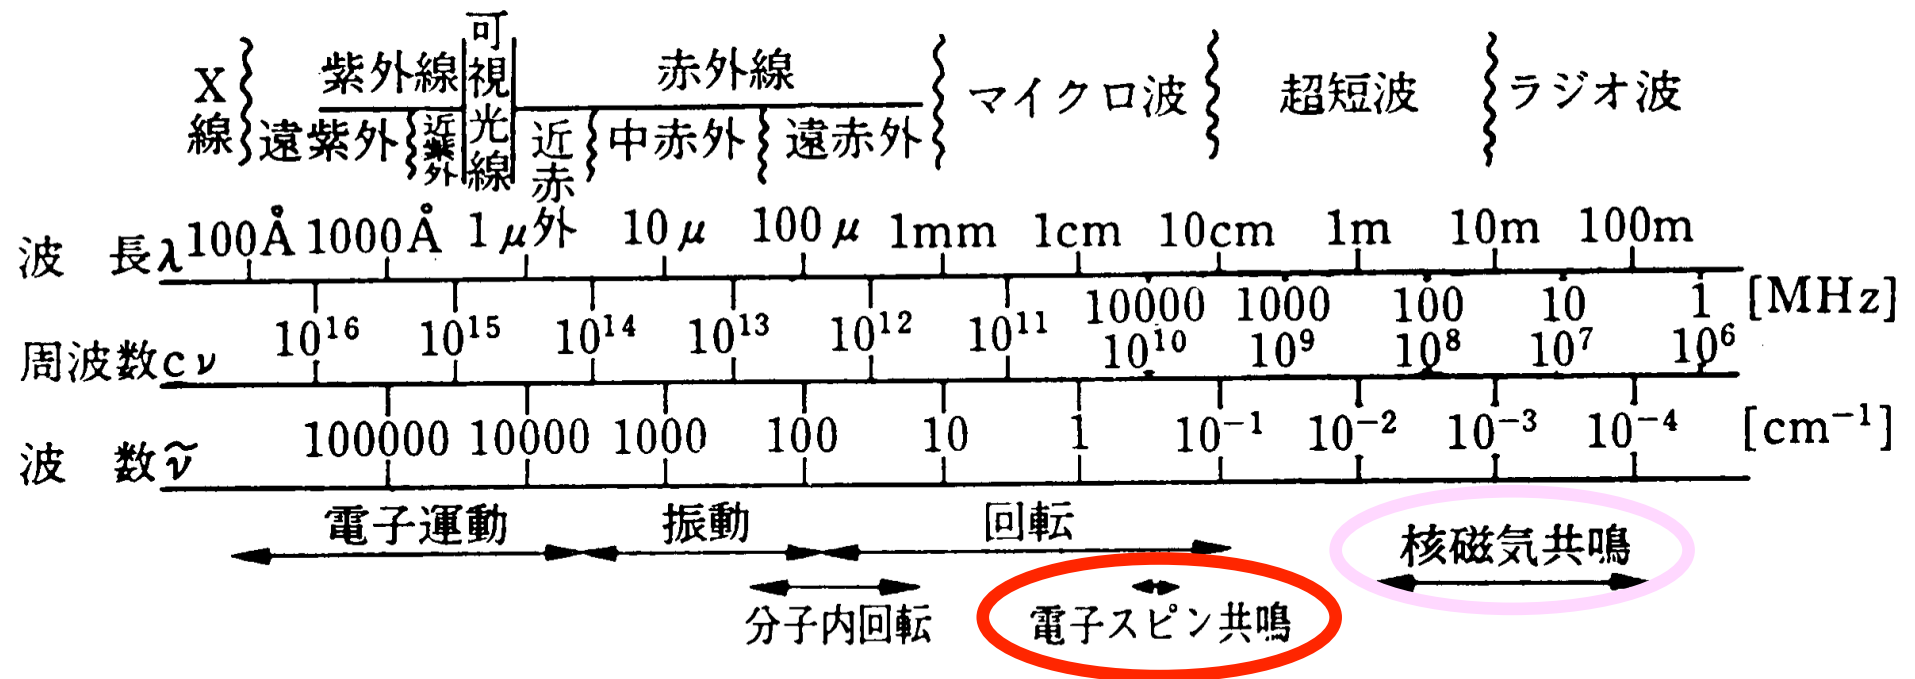 X線 紫外線 可視光線 赤外線 マイクロ波 超短波 ラジオ波
遠紫外 近紫外 近赤外 中赤外 遠赤外
波 長λ 100Å 1000Å 1μ 10μ 100μ 1mm 1cm 10cm 1m 10m 100m
10000 1000 100 10 1 [MHz]
周波数cν 10¹⁶ 10¹⁵ 10¹⁴ 10¹³ 10¹² 10¹¹ 10¹⁰ 10⁹ 10⁸ 10⁷ 10⁶
波 数ν̃ 100000 10000 1000 100 10 1 10⁻¹ 10⁻² 10⁻³ 10⁻⁴ [cm⁻¹]
電子運動 振動 回転 核磁気共鳴
分子内回転 電子スピン共鳴